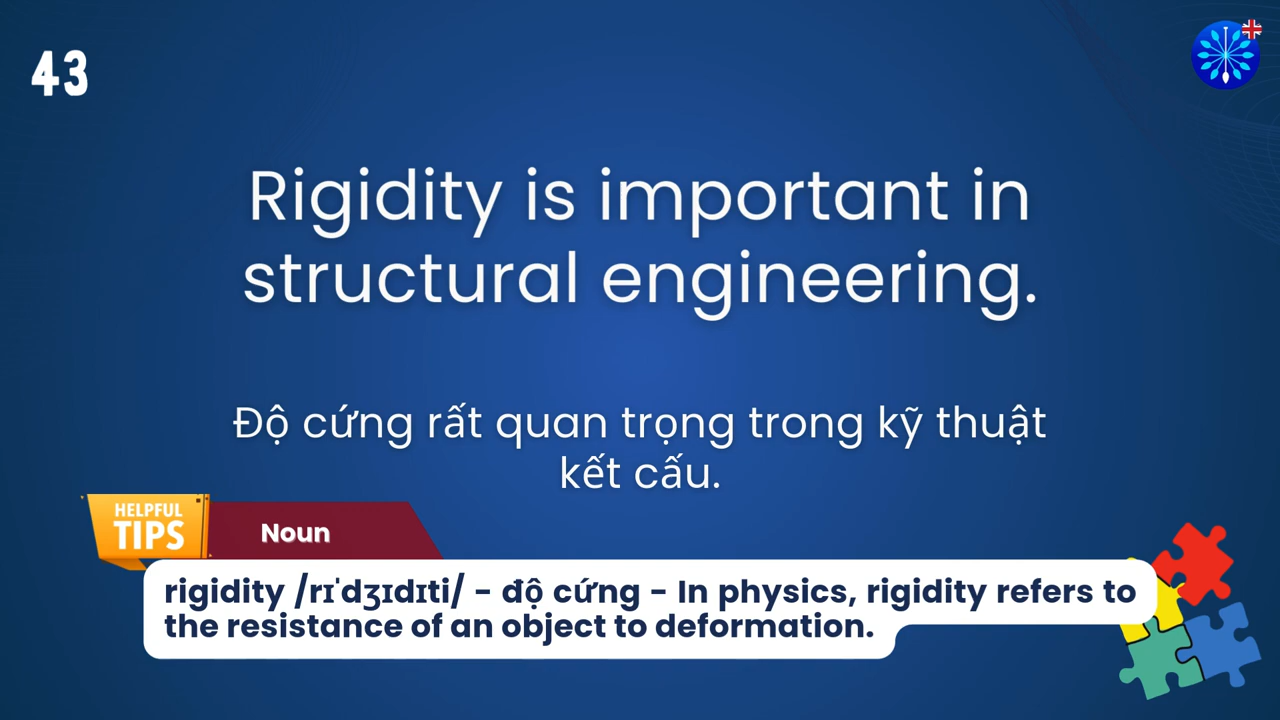 43
Rigidity is important in
structural engineering.
Độ cứng rất quan trọng trong kỹ thuật
kết cấu.
HELPFUL
TIPS
Noun
rigidity /rɪˈdʒɪdɪti/ - độ cứng - In physics, rigidity refers to
the resistance of an object to deformation.